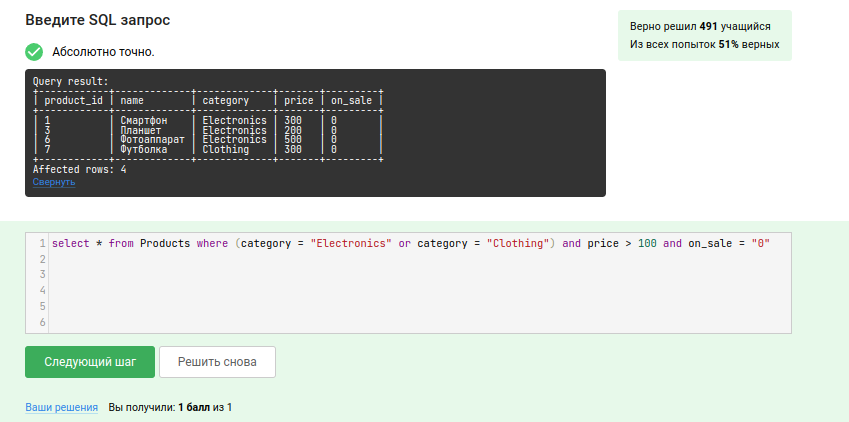 Введите SQL запрос
Верно решил 491 учащийся
Из всех попыток 51% верных
Абсолютно точно.
Query result:
+------------+-------------+-------------+-------+---------+
| product_id | name | category | price | on_sale |
+------------+-------------+-------------+-------+---------+
| 1 | Смартфон | Electronics | 300 | 0 |
| 3 | Планшет | Electronics | 200 | 0 |
| 6 | Фотоаппарат | Electronics | 500 | 0 |
| 7 | Футболка | Clothing | 300 | 0 |
+------------+-------------+-------------+-------+---------+
Affected rows: 4
Свернуть
1 select * from Products where (category = "Electronics" or category = "Clothing") and price > 100 and on_sale = "0"
2
3
4
5
6
Следующий шаг Решить снова
Ваши решения Вы получили: 1 балл из 1